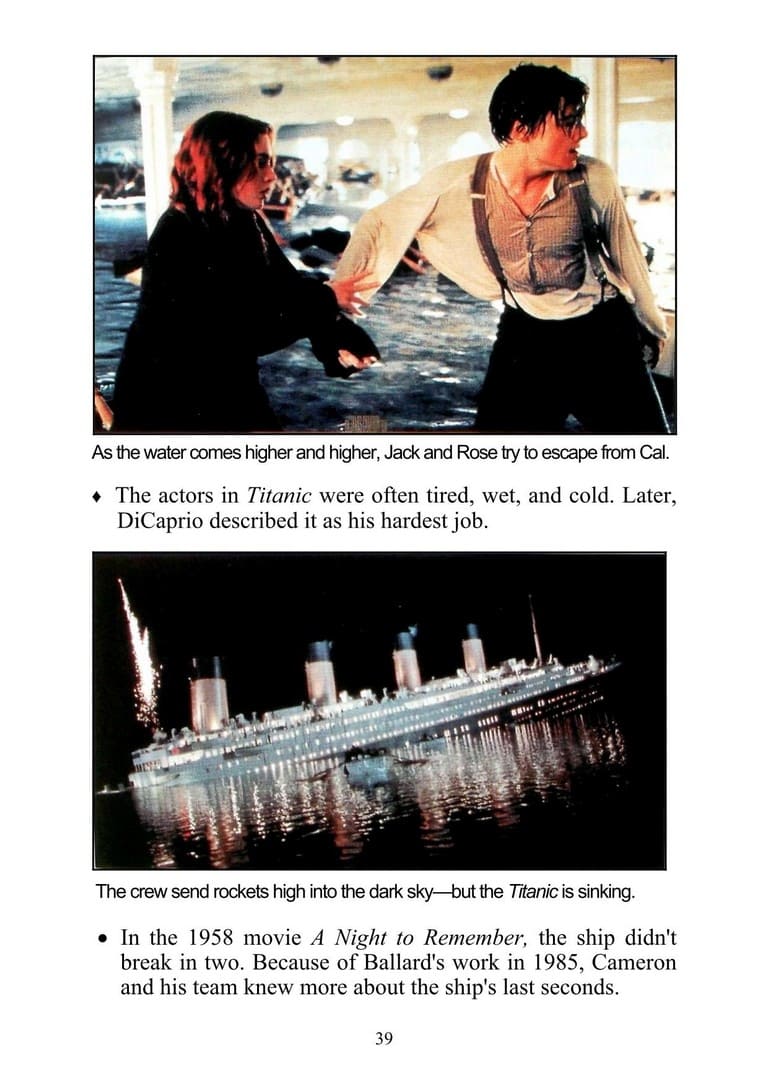 As the water comes higher and higher, Jack and Rose try to escape from Cal.
♦ The actors in Titanic were often tired, wet, and cold. Later,
DiCaprio described it as his hardest job.
The crew send rockets high into the dark sky—but the Titanic is sinking.
• In the 1958 movie A Night to Remember, the ship didn't
break in two. Because of Ballard's work in 1985, Cameron
and his team knew more about the ship's last seconds.
39